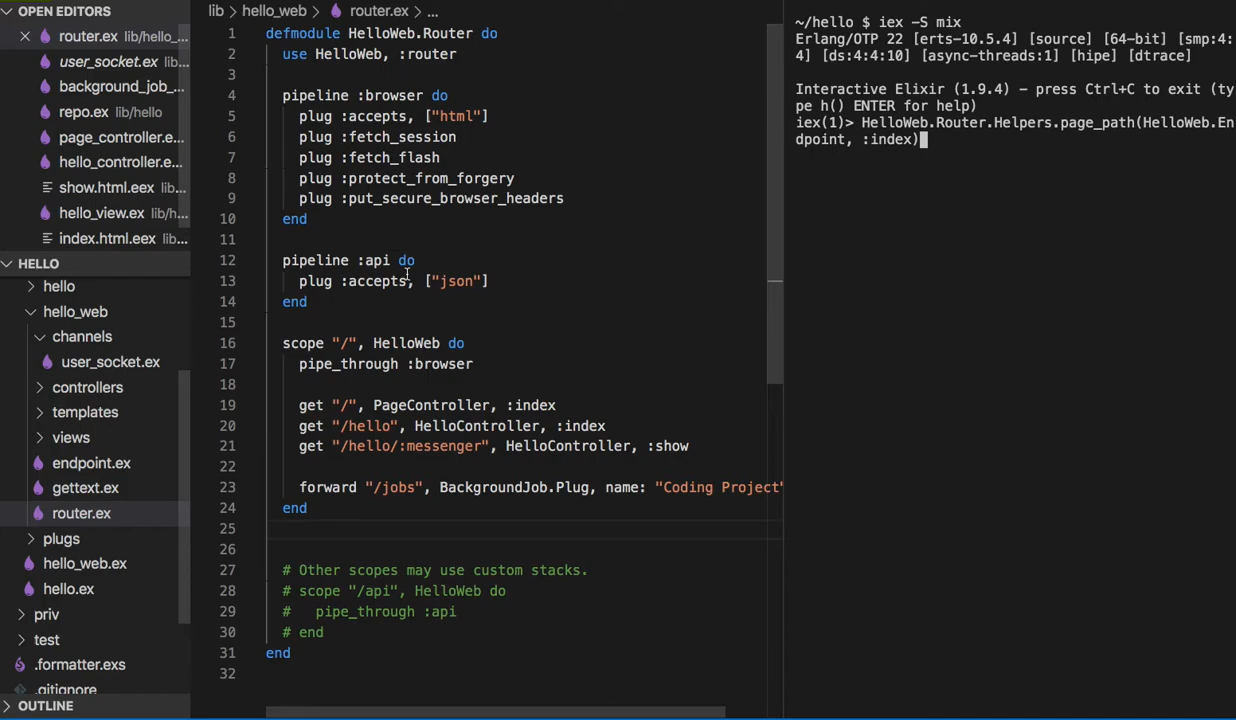 OPEN EDITORS
router.ex lib/hello_...
user_socket.ex lib...
background_job_...
repo.ex lib/hello
page_controller.e...
hello_controller.e...
show.html.eex lib...
hello_view.ex lib/h...
index.html.eex lib...
HELLO
hello
hello_web
channels
user_socket.ex
controllers
templates
views
endpoint.ex
gettext.ex
router.ex
plugs
hello_web.ex
hello.ex
priv
test
.formatter.exs
.gitignore
OUTLINE
lib > hello_web > router.ex > ...
1 defmodule HelloWeb.Router do
2 use HelloWeb, :router
3
4 pipeline :browser do
5 plug :accepts, ["html"]
6 plug :fetch_session
7 plug :fetch_flash
8 plug :protect_from_forgery
9 plug :put_secure_browser_headers
10 end
11
12 pipeline :api do
13 plug :accepts, ["json"]
14 end
15
16 scope "/", HelloWeb do
17 pipe_through :browser
18
19 get "/", PageController, :index
20 get "/hello", HelloController, :index
21 get "/hello/:messenger", HelloController, :show
22
23 forward "/jobs", BackgroundJob.Plug, name: "Coding Project"
24 end
25
26
27 # Other scopes may use custom stacks.
28 # scope "/api", HelloWeb do
29 #   pipe_through :api
30 # end
31 end
32
~/hello $ iex -S mix
Erlang/OTP 22 [erts-10.5.4] [source] [64-bit] [smp:4:
4] [ds:4:4:10] [async-threads:1] [hipe] [dtrace]
Interactive Elixir (1.9.4) - press Ctrl+C to exit (ty
pe h() ENTER for help)
iex(1)> HelloWeb.Router.Helpers.page_path(HelloWeb.En
dpoint, :index)